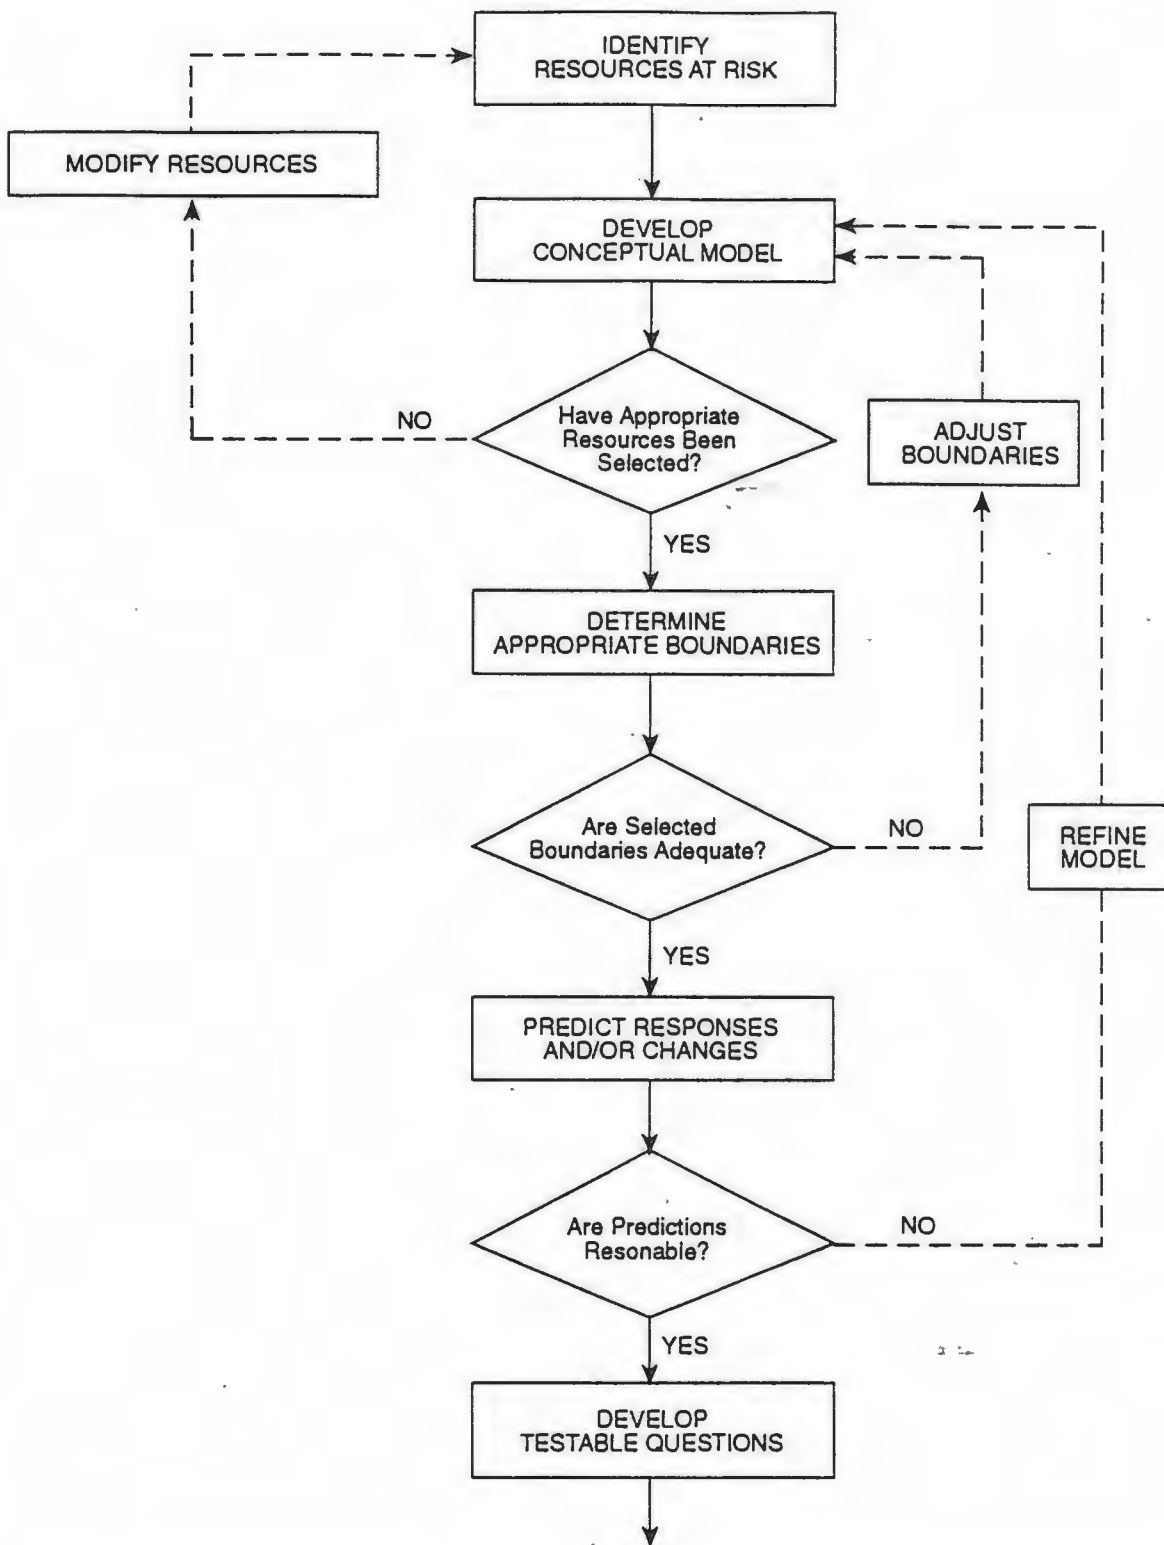 IDENTIFY
RESOURCES AT RISK
MODIFY RESOURCES
DEVELOP
CONCEPTUAL MODEL
NO
Have Appropriate
Resources Been
Selected?
ADJUST
BOUNDARIES
YES
DETERMINE
APPROPRIATE BOUNDARIES
Are Selected
Boundaries Adequate?
NO
REFINE
MODEL
YES
PREDICT RESPONSES
AND/OR CHANGES
Are Predictions
Resonable?
NO
YES
DEVELOP
TESTABLE QUESTIONS